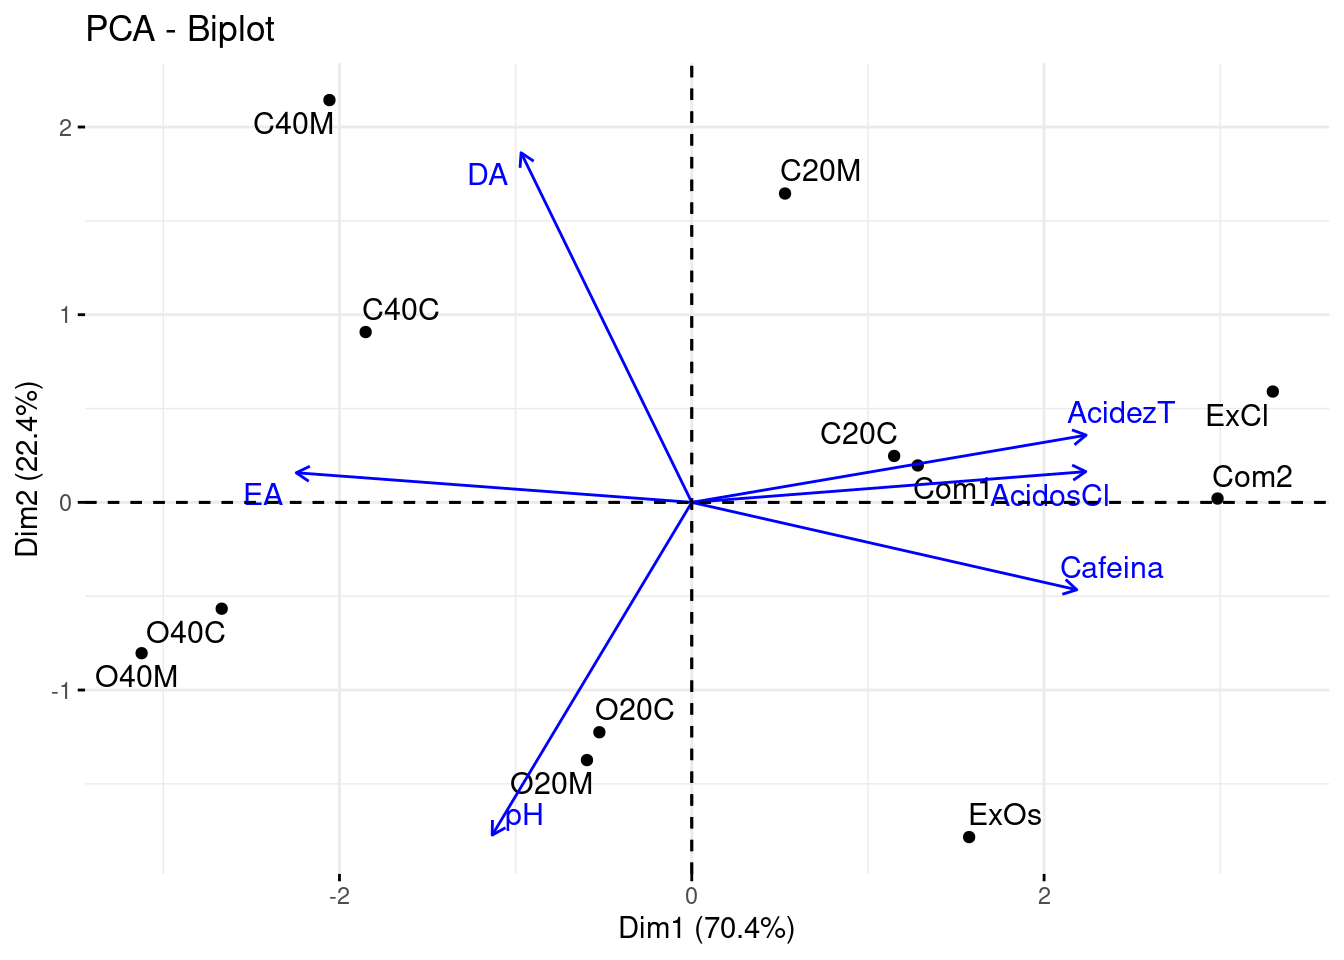 PCA - Biplot
2
1
0
-1
Dim2 (22.4%)
C40M
DA
C20M
C40C
AcidezT
ExCl
C20C
Com2
Com1
AcidosCl
EA
Cafeina
O40C
O40M
O20C
O20M
pH
ExOs
-2
0
2
Dim1 (70.4%)